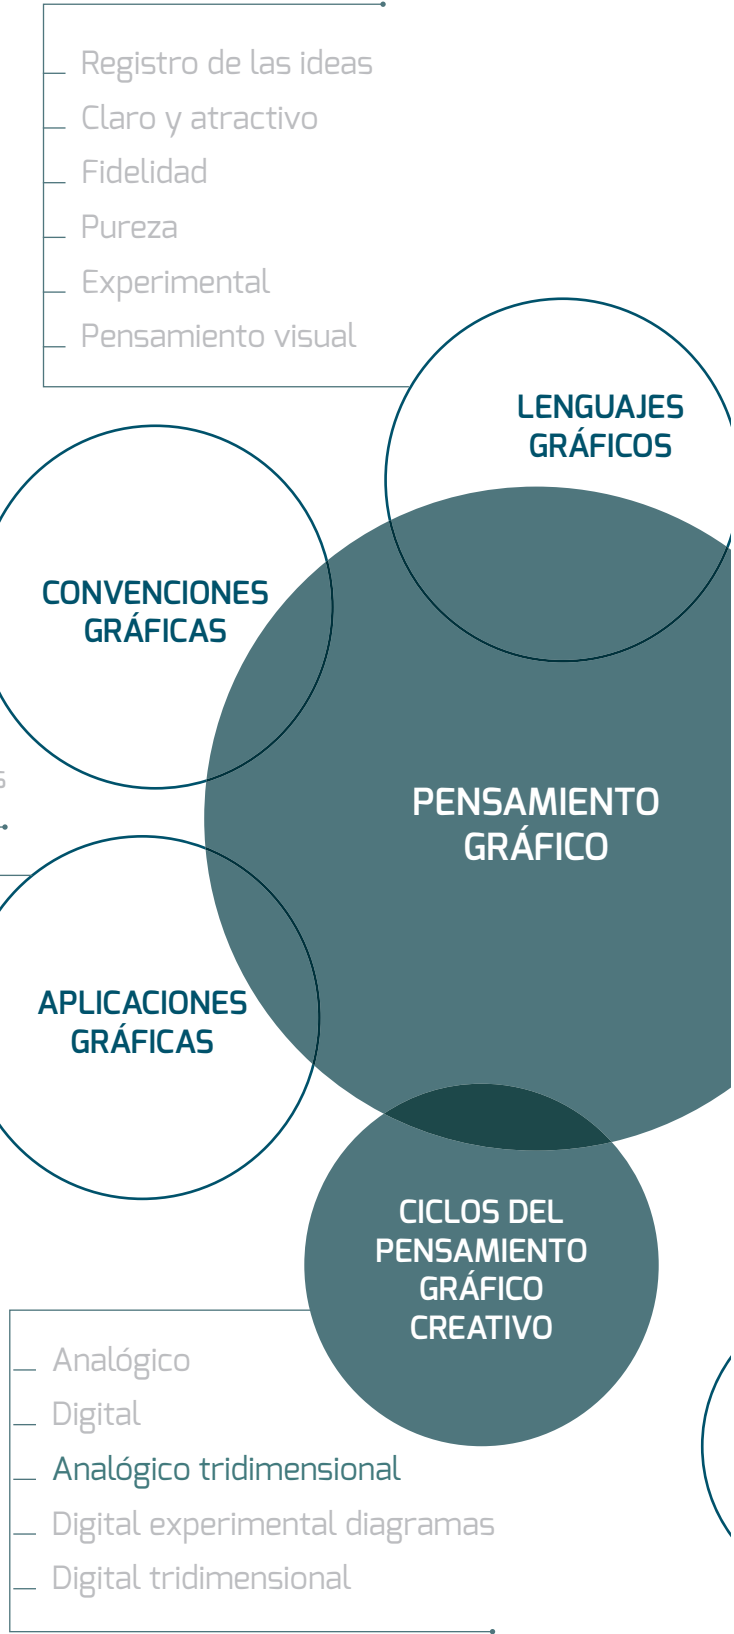 Registro de las ideas
Claro y atractivo
Fidelidad
Pureza
Experimental
Pensamiento visual
LENGUAJES
GRÁFICOS
CONVENCIONES
GRÁFICAS
PENSAMIENTO
GRÁFICO
APLICACIONES
GRÁFICAS
CICLOS DEL
PENSAMIENTO
GRÁFICO
CREATIVO
Analógico
Digital
Analógico tridimensional
Digital experimental diagramas
Digital tridimensional